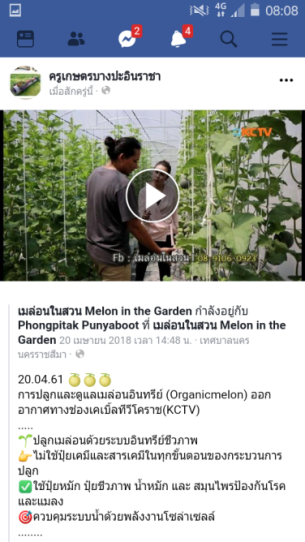 4G
08:08
2
4
ครูเกษตรบางปะอินราชา
เมื่อสักครู่นี้ ·
KCTV
Fb : เมล่อนในสวน I 08-9106-0923
เมล่อนในสวน Melon in the Garden กำลังอยู่กับ
Phongpitak Punyaboot ที่ เมล่อนในสวน Melon in the
Garden
20 เมษายน 2018 เวลา 14:48 น. · เทศบาลนคร
นครราชสีมา ·
20.04.61
การปลูกและดูแลเมล่อนอินทรีย์ (Organicmelon) ออก
อากาศทางช่องเคเบิ้ลทีวีโคราช(KCTV)
.....
ปลูกเมล่อนด้วยระบบอินทรีย์ชีวภาพ
ไม่ใช้ปุ๋ยเคมีและสารเคมีในทุกขั้นตอนของกระบวนการ
ปลูก
ใช้ปุ๋ยหมัก ปุ๋ยชีวภาพ น้ำหมัก และ สมุนไพรป้องกันโรค
และแมลง
ควบคุมระบบน้ำด้วยพลังงานโซล่าเซลล์
........